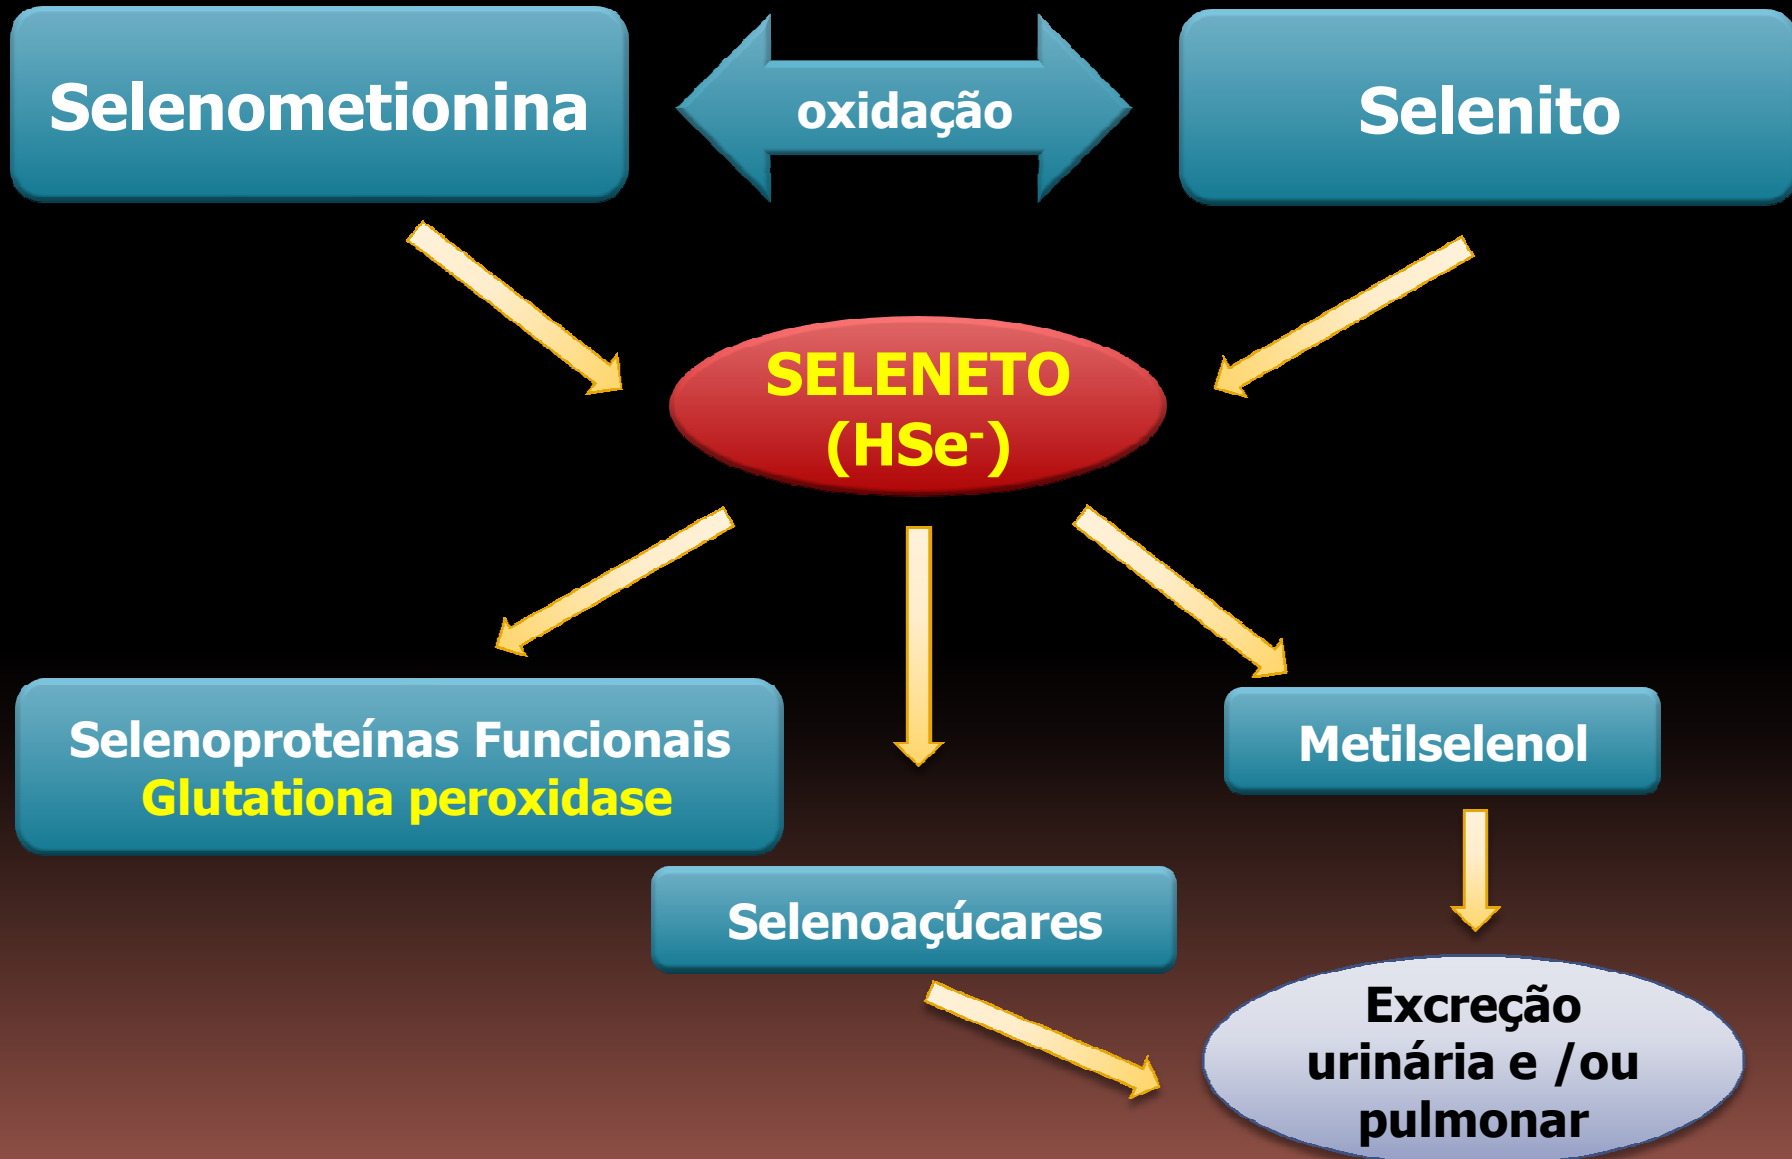 Selenometionina
oxidação
Selenito
SELENETO
(HSe⁻)
Selenoproteínas Funcionais
Glutationa peroxidase
Metilselenol
Selenoaçúcares
Excreção
urinária e /ou
pulmonar